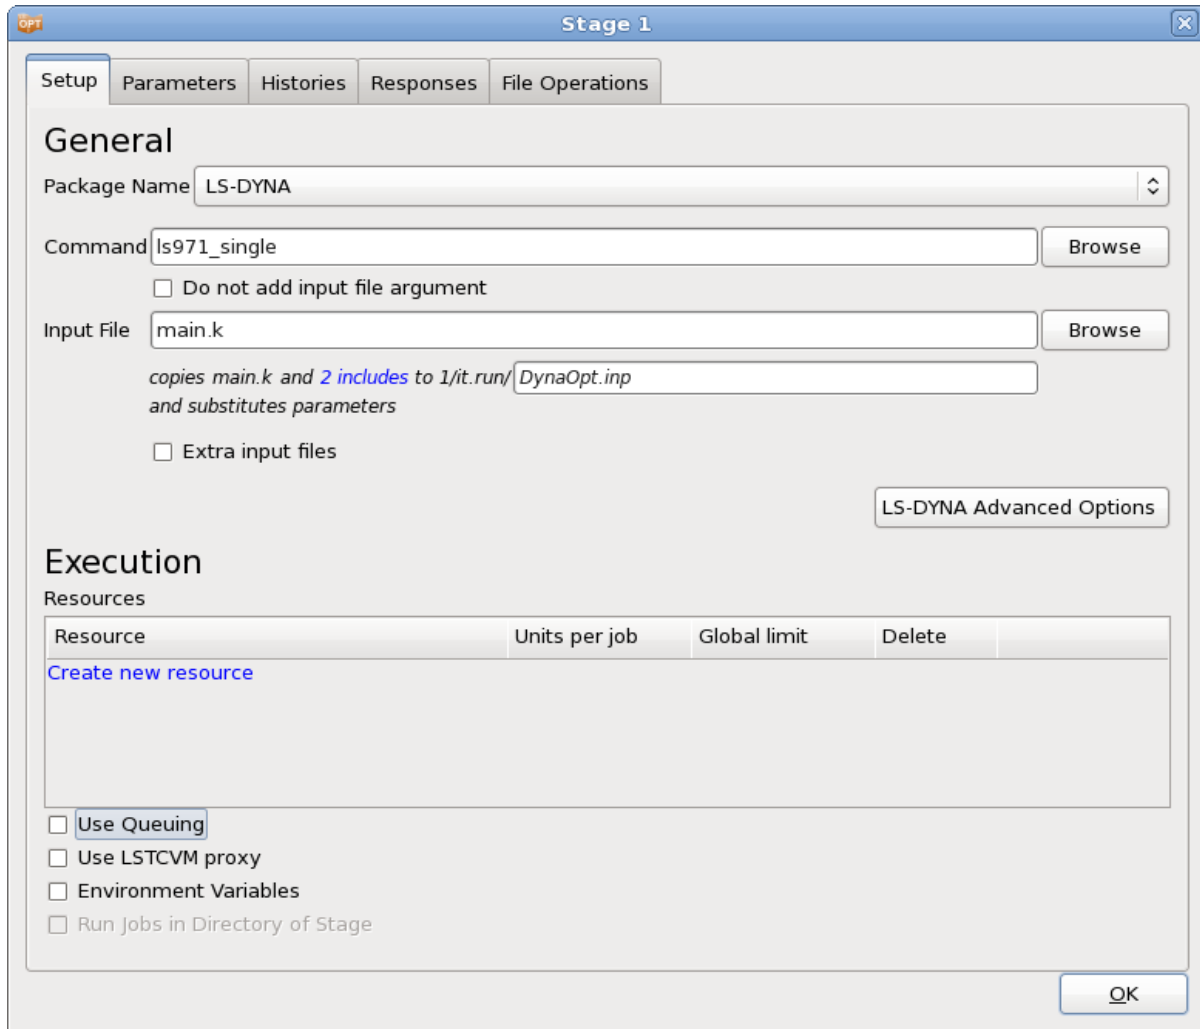 OPT Stage 1
Setup Parameters Histories Responses File Operations
General
Package Name LS-DYNA
Command ls971_single Browse
Do not add input file argument
Input File main.k Browse
copies main.k and 2 includes to 1/it.run/ DynaOpt.inp
and substitutes parameters
Extra input files
LS-DYNA Advanced Options
Execution
Resources
Resource Units per job Global limit Delete
Create new resource
Use Queuing
Use LSTCVM proxy
Environment Variables
Run Jobs in Directory of Stage
OK